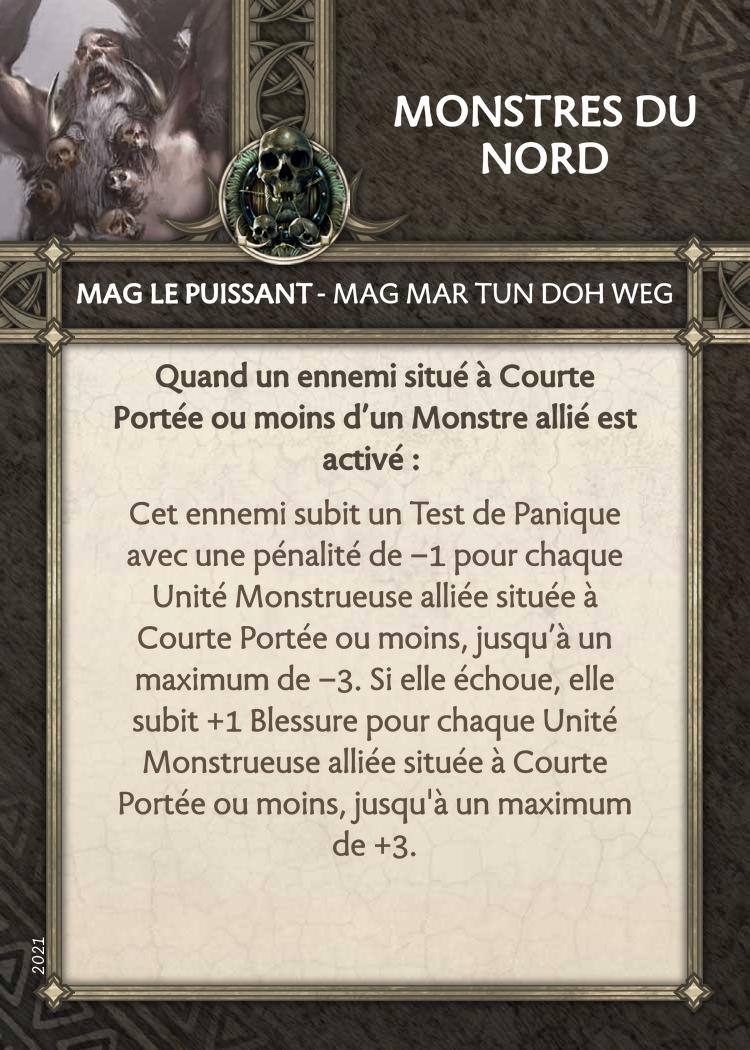 MONSTRES DU
NORD
MAG LE PUISSANT - MAG MAR TUN DOH WEG
Quand un ennemi situé à Courte
Portée ou moins d’un Monstre allié est
activé :
Cet ennemi subit un Test de Panique
avec une pénalité de –1 pour chaque
Unité Monstrueuse alliée située à
Courte Portée ou moins, jusqu’à un
maximum de –3. Si elle échoue, elle
subit +1 Blessure pour chaque Unité
Monstrueuse alliée située à Courte
Portée ou moins, jusqu'à un maximum
de +3.
2021